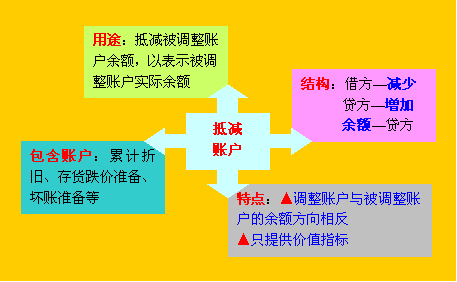 用途：抵减被调整账
户余额，以表示被调
整账户实际余额
结构：借方—减少
贷方—增加
余额—贷方
抵减
账户
包含账户：累计折
旧、存货跌价准备、
坏账准备等
特点：▲调整账户与被调整账
户的余额方向相反
▲只提供价值指标